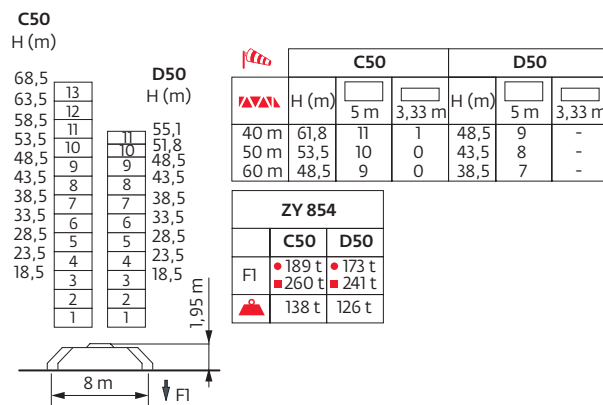 C50
H (m)
68,5
63,5
58,5
53,5
48,5
43,5
38,5
33,5
28,5
23,5
18,5
13
12
11
10
9
8
7
6
5
4
3
2
1
D50
H (m)
55,1
51,8
48,5
43,5
38,5
33,5
28,5
23,5
18,5
11
10
9
8
7
6
5
4
3
2
1
1,95 m
8 m
F1
C50 D50
H (m) 5 m 3,33 m H (m) 5 m 3,33 m
40 m 61,8 11 1 48,5 9 -
50 m 53,5 10 0 43,5 8 -
60 m 48,5 9 0 38,5 7 -
ZY 854
C50 D50
F1 189 t 173 t
260 t 241 t
138 t 126 t